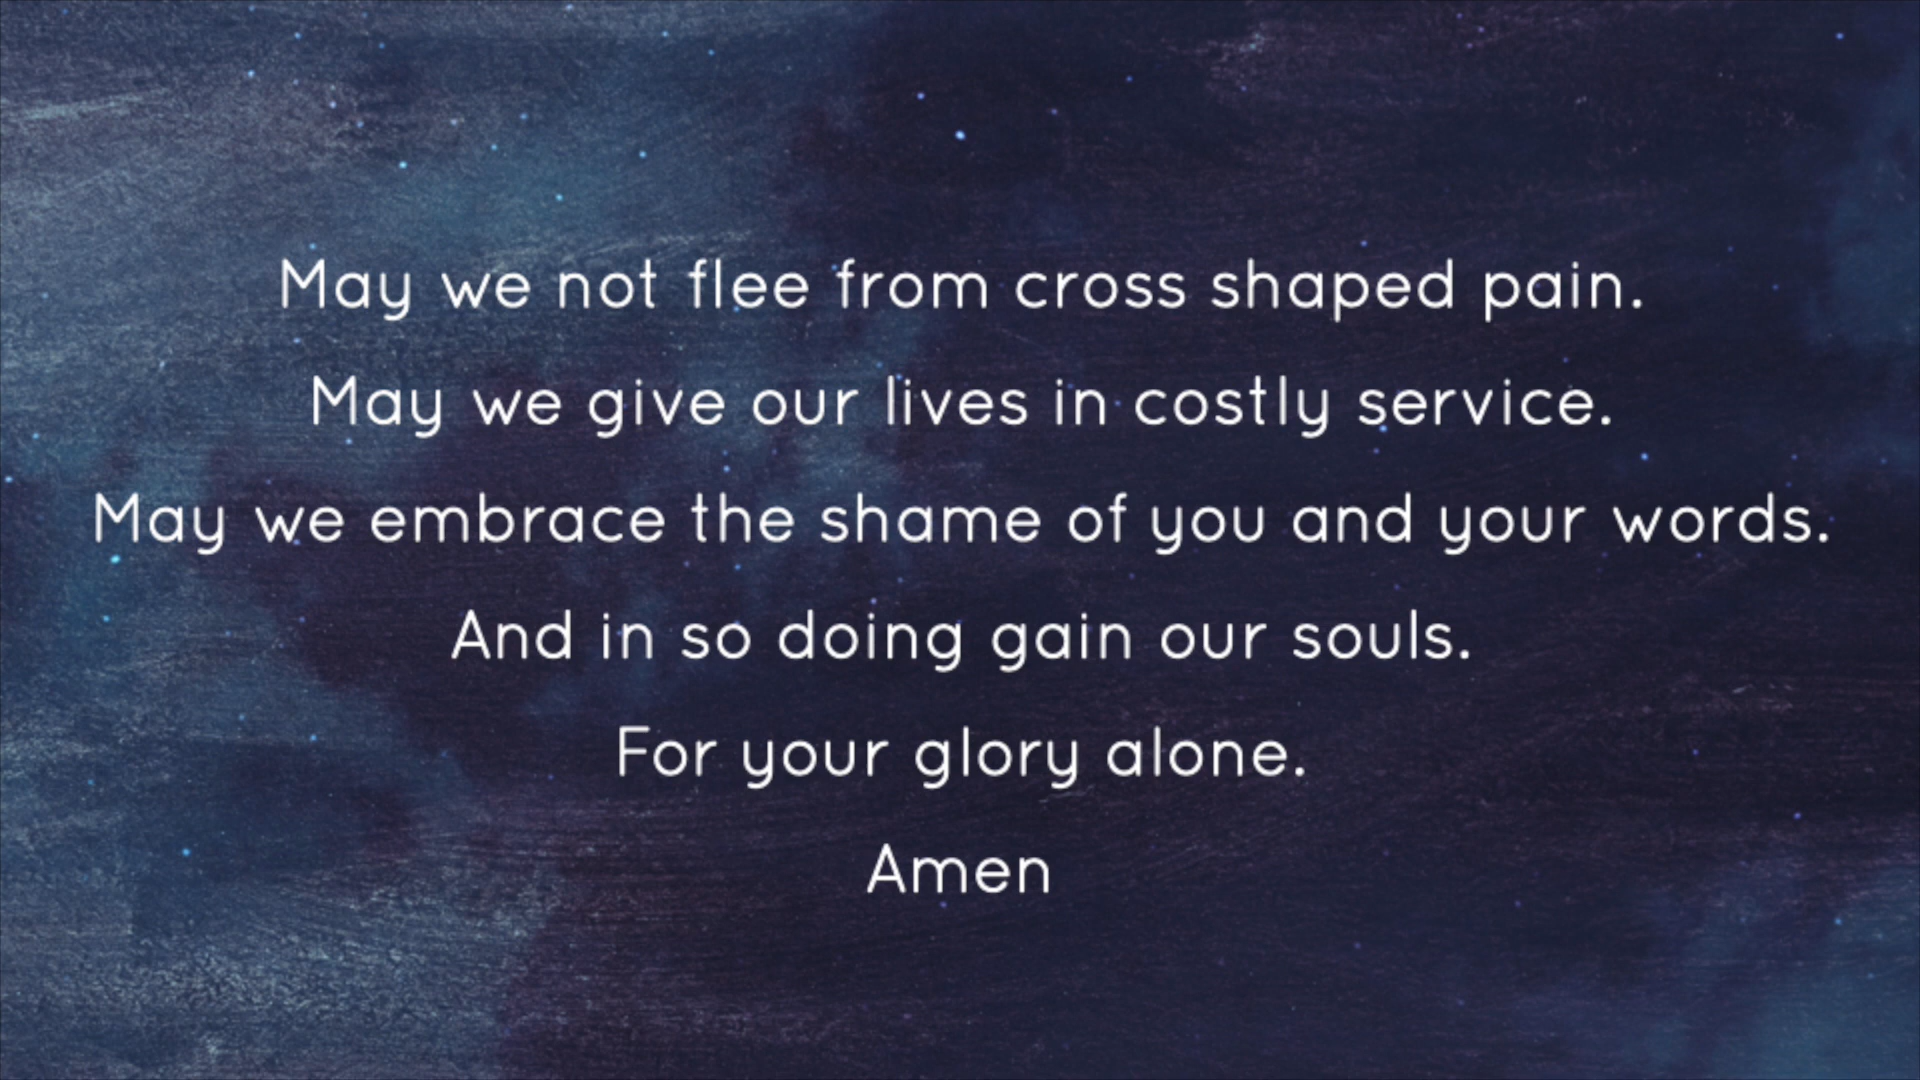 May we not flee from cross shaped pain.
May we give our lives in costly service.
May we embrace the shame of you and your words.
And in so doing gain our souls.
For your glory alone.
Amen